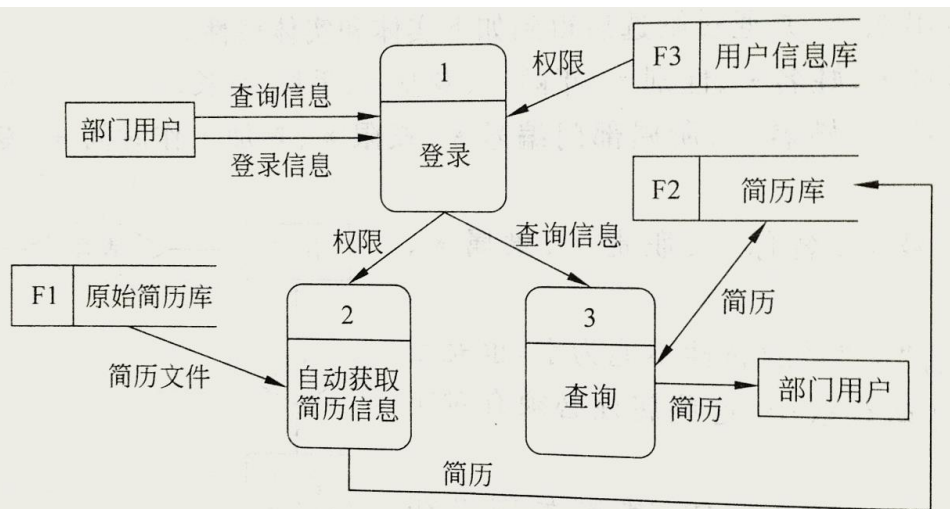 权限
F3 用户信息库
1
查询信息
部门用户
登录信息
登录
F2 简历库
权限
查询信息
F1 原始简历库
2
3
简历
简历文件
自动获取
简历信息
查询
部门用户
简历
简历